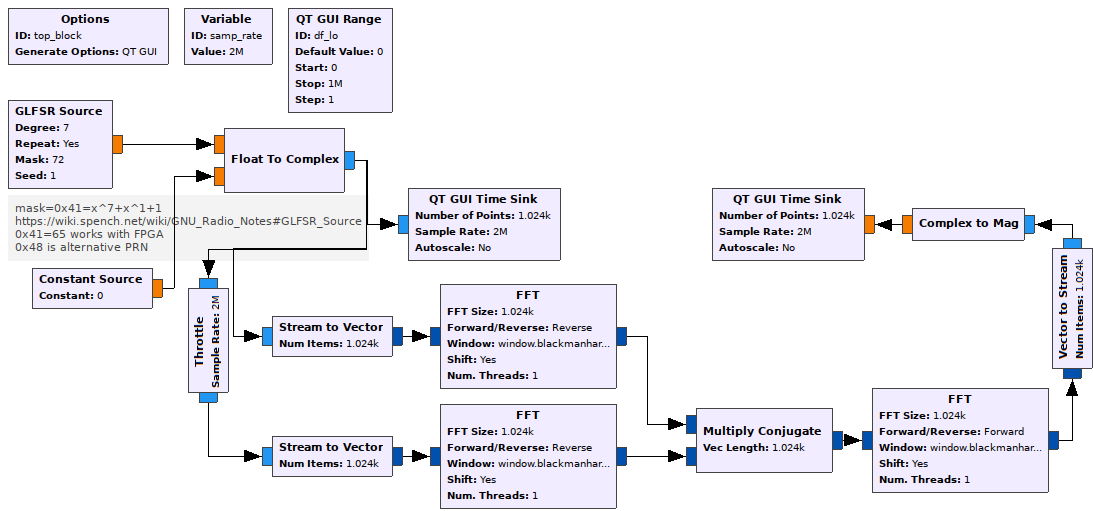 Options
ID: top_block
Generate Options: QT GUI
Variable
ID: samp_rate
Value: 2M
QT GUI Range
ID: df_lo
Default Value: 0
Start: 0
Stop: 1M
Step: 1
GLFSR Source
Degree: 7
Repeat: Yes
Mask: 72
Seed: 1
Float To Complex
mask=0x41=x^7+x^1+1
https://wiki.spench.net/wiki/GNU_Radio_Notes#GLFSR_Source
0x41=65 works with FPGA
0x48 is alternative PRN
Constant Source
Constant: 0
QT GUI Time Sink
Number of Points: 1.024k
Sample Rate: 2M
Autoscale: No
QT GUI Time Sink
Number of Points: 1.024k
Sample Rate: 2M
Autoscale: No
Complex to Mag
Vector to Stream
Num Items: 1.024k
Throttle
Sample Rate: 2M
Stream to Vector
Num Items: 1.024k
FFT
FFT Size: 1.024k
Forward/Reverse: Reverse
Window: window.blackmanhar...
Shift: Yes
Num. Threads: 1
Stream to Vector
Num Items: 1.024k
FFT
FFT Size: 1.024k
Forward/Reverse: Reverse
Window: window.blackmanhar...
Shift: Yes
Num. Threads: 1
Multiply Conjugate
Vec Length: 1.024k
FFT
FFT Size: 1.024k
Forward/Reverse: Forward
Window: window.blackmanhar...
Shift: Yes
Num. Threads: 1